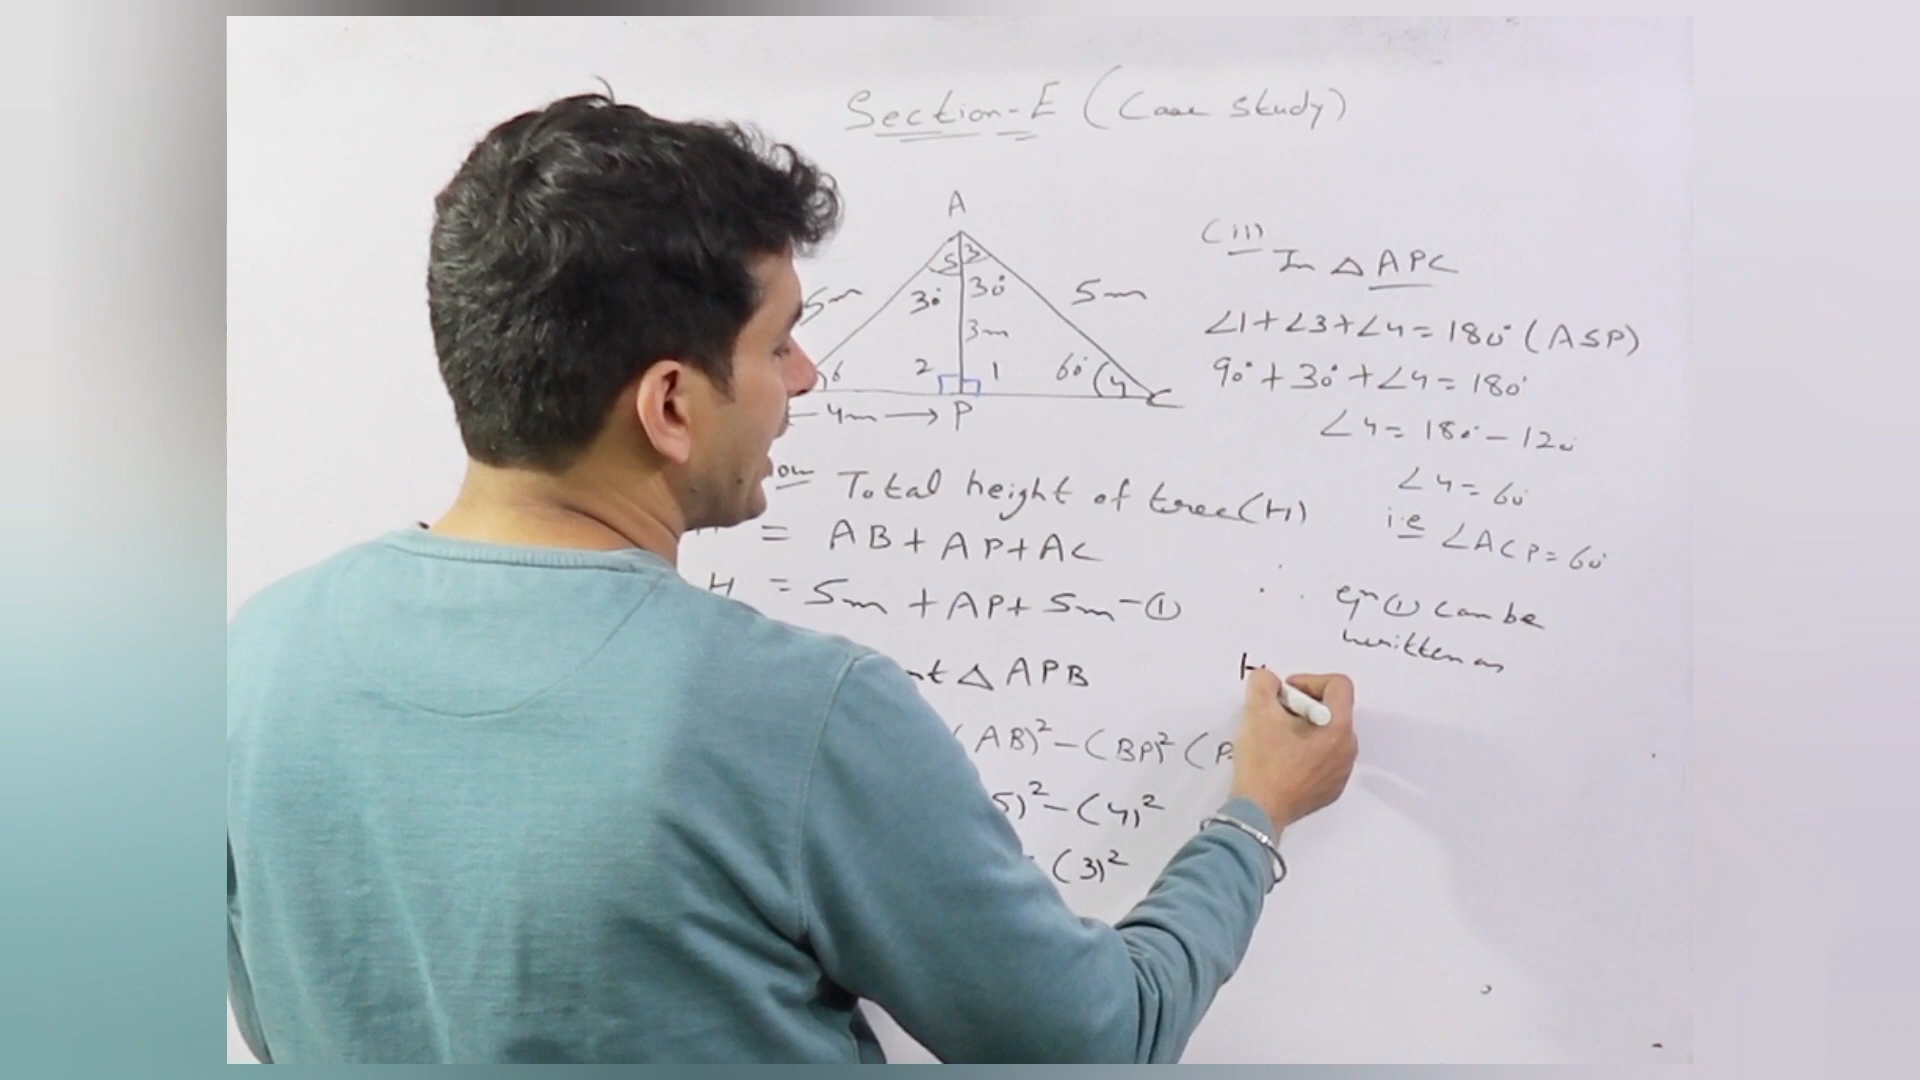 Section-E (Case Study)
A
5 3
30° 30°
5m
5m
3m
6 2 1 60° 4
4m P C
Total height of tree (H)
= AB + AP + AC
H = 5m + AP + 5m -①
△ APB
(AB)² - (BP)² (P
5)² - (4)²
(3)²
(ii)
In △ APC
∠1 + ∠3 + ∠4 = 180° (ASP)
90° + 30° + ∠4 = 180°
∠4 = 180° - 120
∠4 = 60°
i.e ∠ACP = 60°
eqn ① can be
written as
H